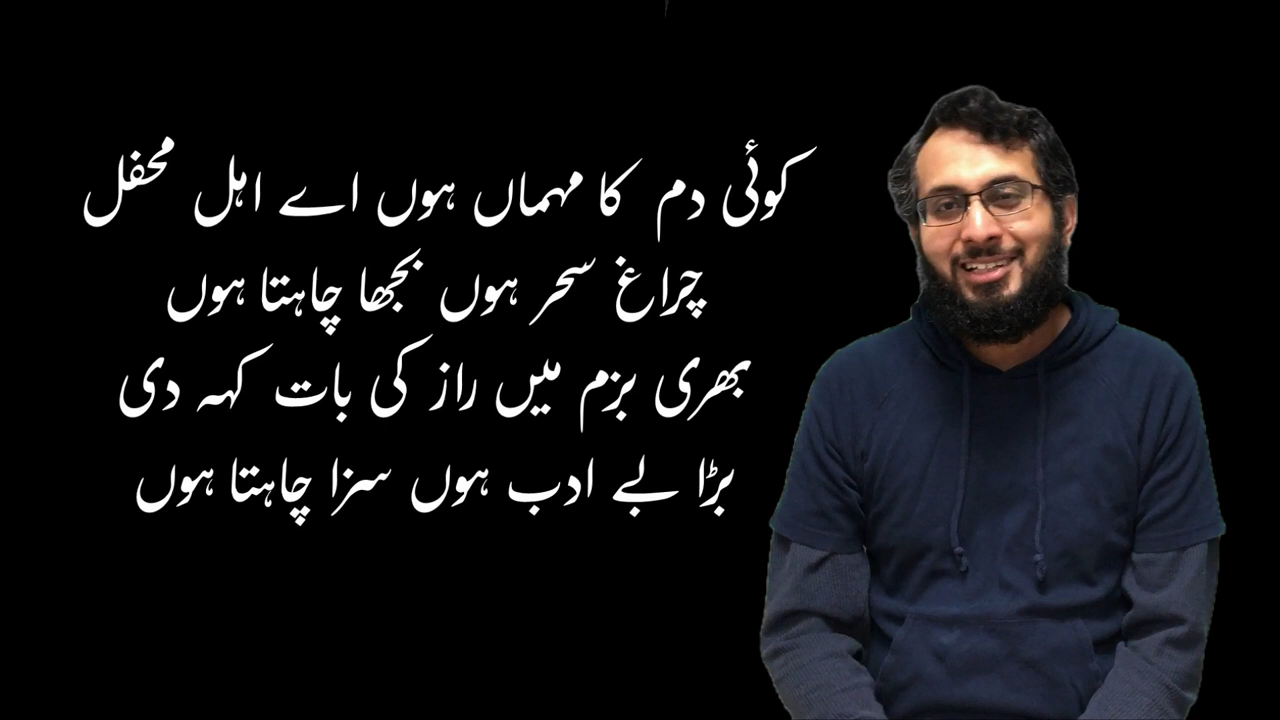 کوئی دم کا مہماں ہوں اے اہل محفل
چراغ سحر ہوں بجھا چاہتا ہوں
بھری بزم میں راز کی بات کہہ دی
بڑا بے ادب ہوں سزا چاہتا ہوں